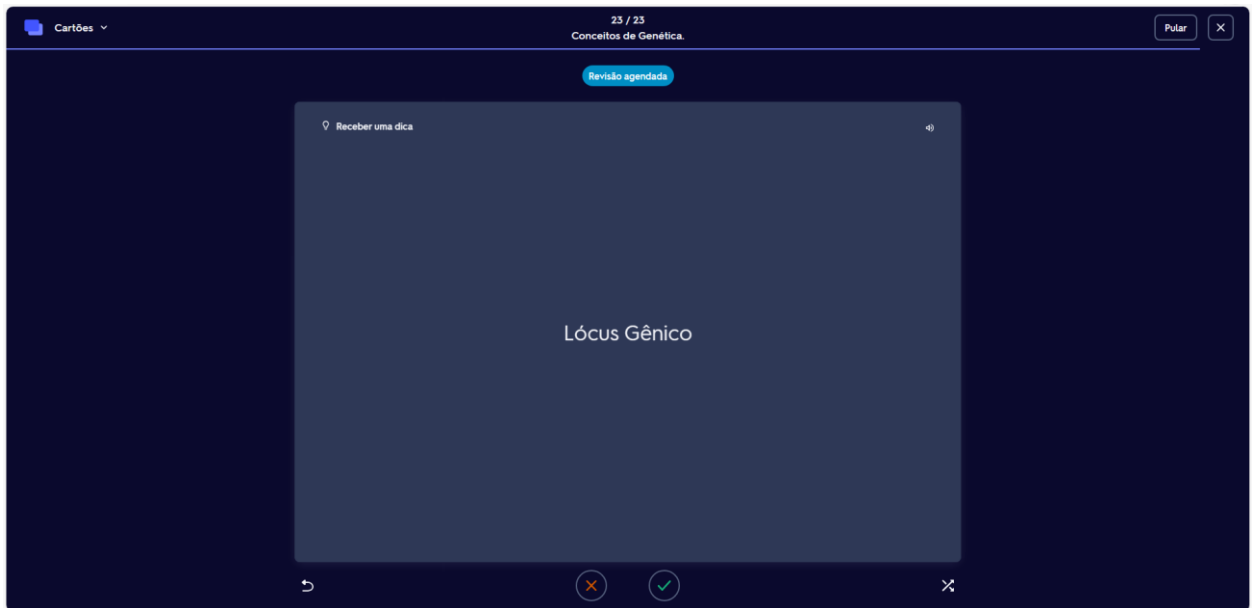 Cartões
23 / 23
Conceitos de Genética.
Pular
Revisão agendada
Receber uma dica
Lócus Gênico